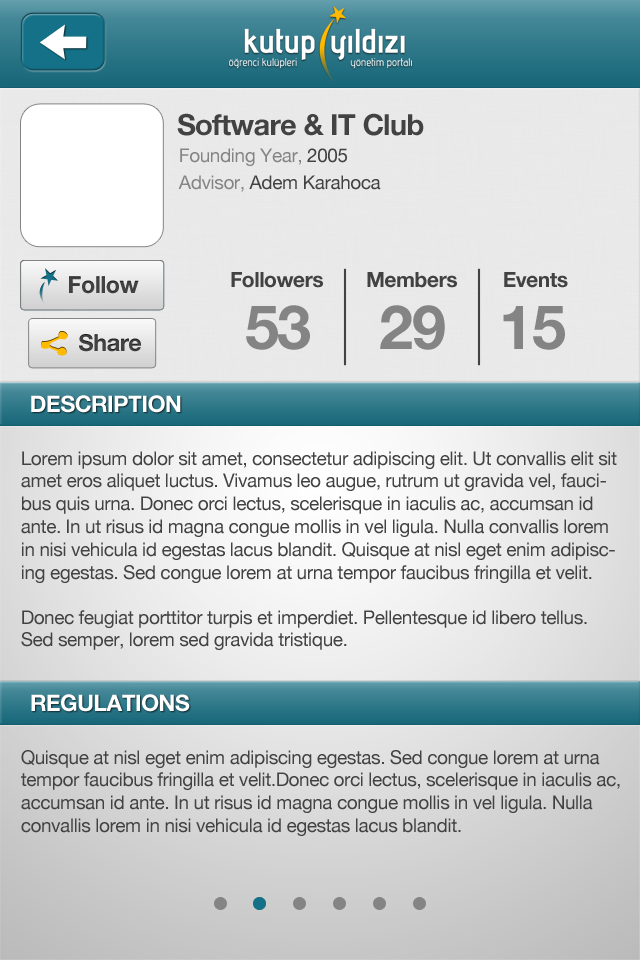 kutup yıldızı
öğrenci kulüpleri yönetim portalı
Software & IT Club
Founding Year, 2005
Advisor, Adem Karahoca
Follow
Share
Followers Members Events
53 29 15
DESCRIPTION
Lorem ipsum dolor sit amet, consectetur adipiscing elit. Ut convallis elit sit
amet eros aliquet luctus. Vivamus leo augue, rutrum ut gravida vel, fauci-
bus quis urna. Donec orci lectus, scelerisque in iaculis ac, accumsan id
ante. In ut risus id magna congue mollis in vel ligula. Nulla convallis lorem
in nisi vehicula id egestas lacus blandit. Quisque at nisl eget enim adipisc-
ing egestas. Sed congue lorem at urna tempor faucibus fringilla et velit.
Donec feugiat porttitor turpis et imperdiet. Pellentesque id libero tellus.
Sed semper, lorem sed gravida tristique.
REGULATIONS
Quisque at nisl eget enim adipiscing egestas. Sed congue lorem at urna
tempor faucibus fringilla et velit.Donec orci lectus, scelerisque in iaculis ac,
accumsan id ante. In ut risus id magna congue mollis in vel ligula. Nulla
convallis lorem in nisi vehicula id egestas lacus blandit.